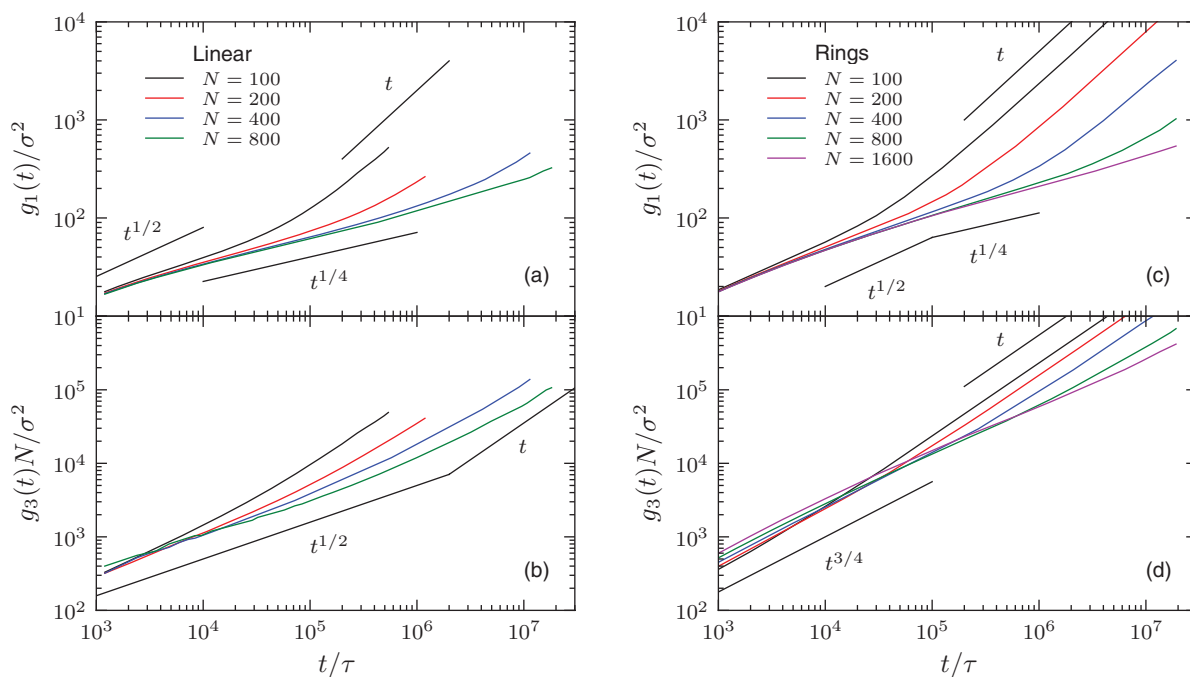 10^4
10^3
10^2
10^1
g_1(t)/σ^2
Linear
N = 100
N = 200
N = 400
N = 800
t
t^{1/2}
t^{1/4}
(a)
10^5
10^4
10^3
10^2
g_3(t)N/σ^2
t
t^{1/2}
(b)
10^3
10^4
10^5
10^6
10^7
t/τ
10^4
10^3
10^2
10^1
g_1(t)/σ^2
Rings
N = 100
N = 200
N = 400
N = 800
N = 1600
t
t^{1/4}
t^{1/2}
(c)
10^5
10^4
10^3
10^2
g_3(t)N/σ^2
t
t^{3/4}
(d)
10^3
10^4
10^5
10^6
10^7
t/τ